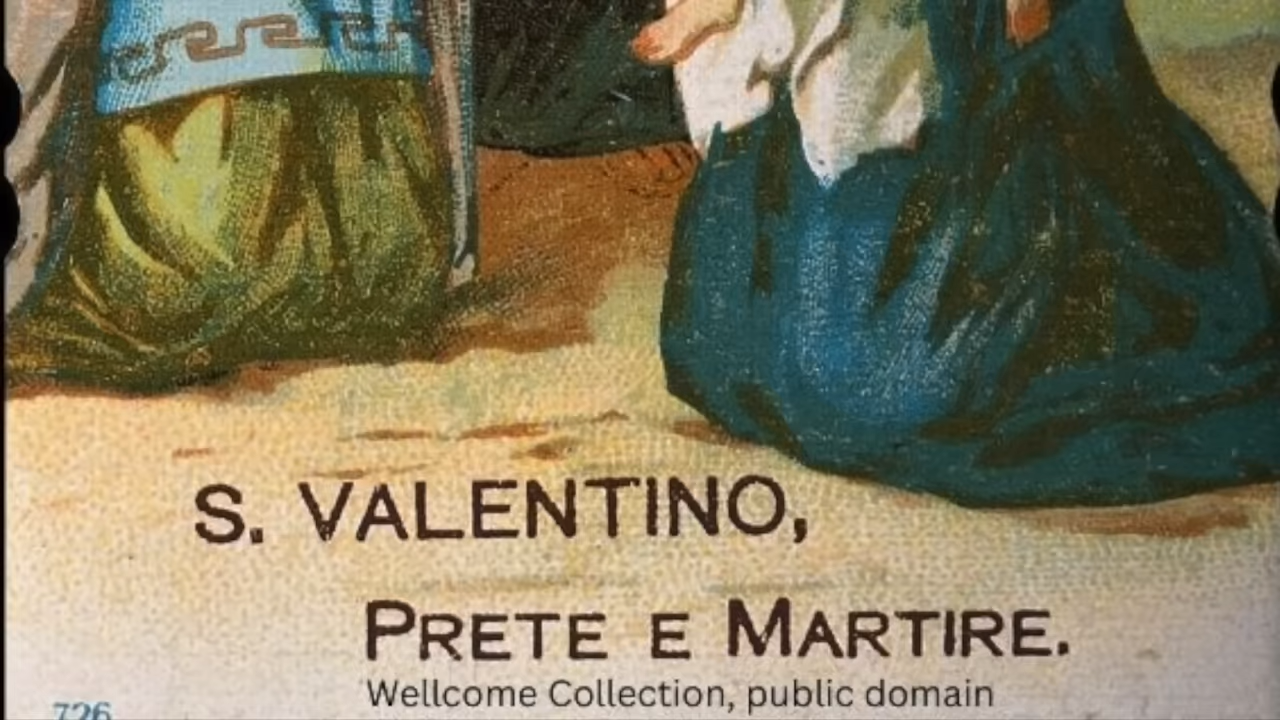 S. VALENTINO,
PRETE E MARTIRE.
Wellcome Collection, public domain
726